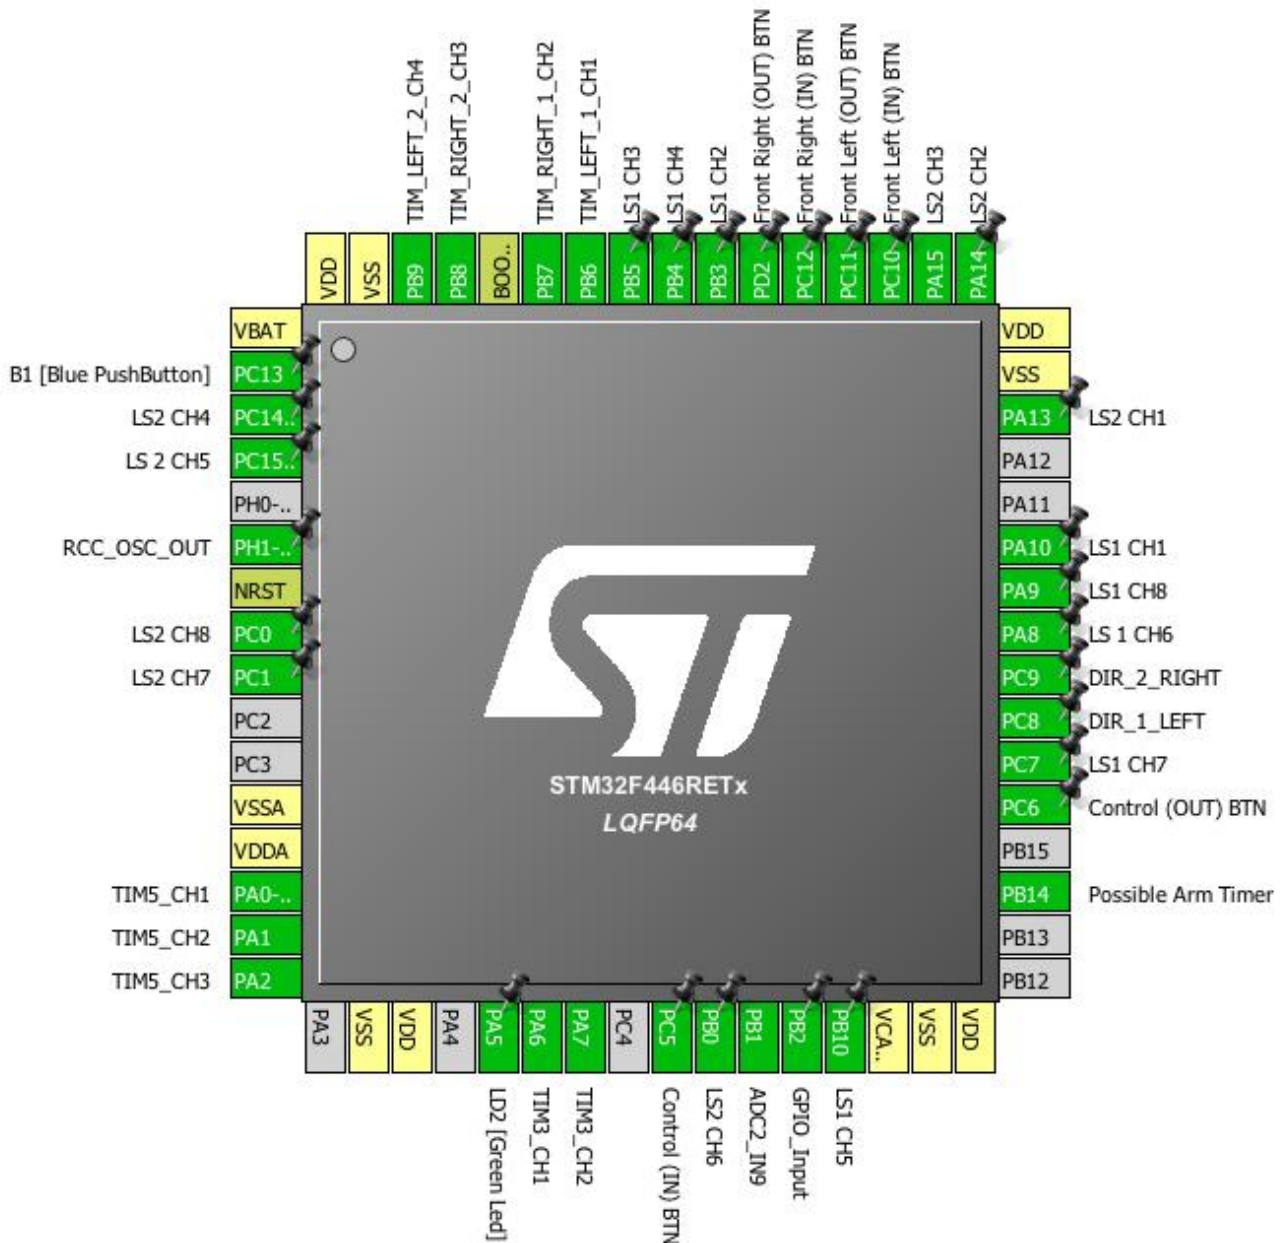 TIM_LEFT_2_Ch4
TIM_RIGHT_2_CH3
TIM_RIGHT_1_CH2
TIM_LEFT_1_CH1
LS1 CH3
LS1 CH4
LS1 CH2
Front Right (OUT) BTN
Front Right (IN) BTN
Front Left (OUT) BTN
Front Left (IN) BTN
LS2 CH3
LS2 CH2
VDD
VSS
PB9
PB8
BOO..
PB7
PB6
PB5
PB4
PB3
PD2
PC12
PC11
PC10
PA15
PA14
VBAT
B1 [Blue PushButton] PC13
LS2 CH4 PC14..
LS 2 CH5 PC15..
PH0-..
RCC_OSC_OUT PH1-..
NRST
LS2 CH8 PC0
LS2 CH7 PC1
PC2
PC3
VSSA
VDDA
TIM5_CH1 PA0-..
TIM5_CH2 PA1
TIM5_CH3 PA2
VDD
VSS
PA13 LS2 CH1
PA12
PA11
PA10 LS1 CH1
PA9 LS1 CH8
PA8 LS 1 CH6
PC9 DIR_2_RIGHT
PC8 DIR_1_LEFT
PC7 LS1 CH7
PC6 Control (OUT) BTN
PB15
PB14 Possible Arm Timer
PB13
PB12
ST
STM32F446RETx
LQFP64
PA3
VSS
VDD
PA4
PA5
PA6
PA7
PC4
PC5
PB0
PB1
PB2
PB10
VCA..
VSS
VDD
LD2 [Green Led]
TIM3_CH1
TIM3_CH2
Control (IN) BTN
LS2 CH6
ADC2_IN9
GPIO_Input
LS1 CH5